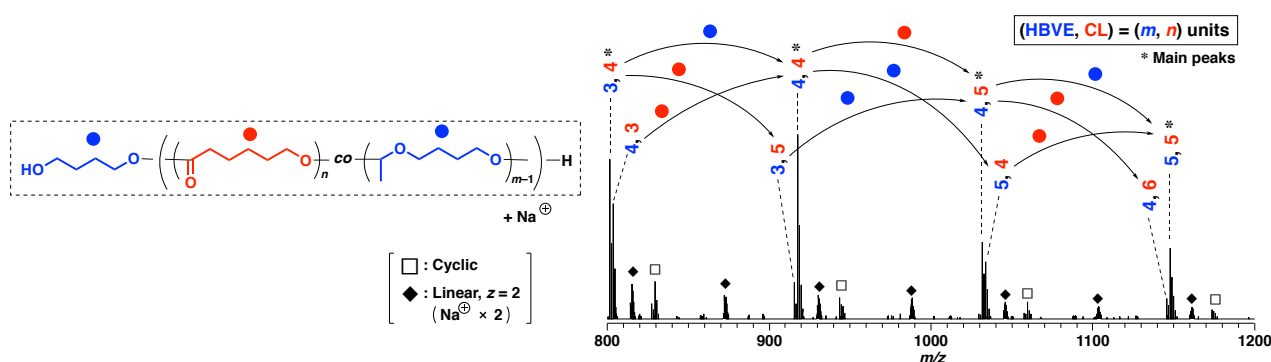 (HBVE, CL) = (m, n) units
* Main peaks
3, 4 *
4, 3
3, 5
4, 4 *
4, 5 *
5, 4
4, 6
5, 5 *
HO O ( ( O O ) n co ( O O ) m–1 ) H
+ Na ⊕
□ : Cyclic
◆ : Linear, z = 2
( Na⊕ × 2 )
800 900 1000 1100 1200
m/z